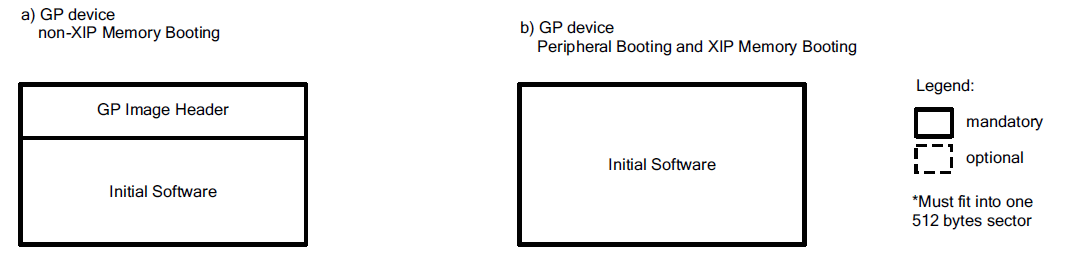 a) GP device
non-XIP Memory Booting
GP Image Header
Initial Software
b) GP device
Peripheral Booting and XIP Memory Booting
Initial Software
Legend:
mandatory
optional
*Must fit into one
512 bytes sector